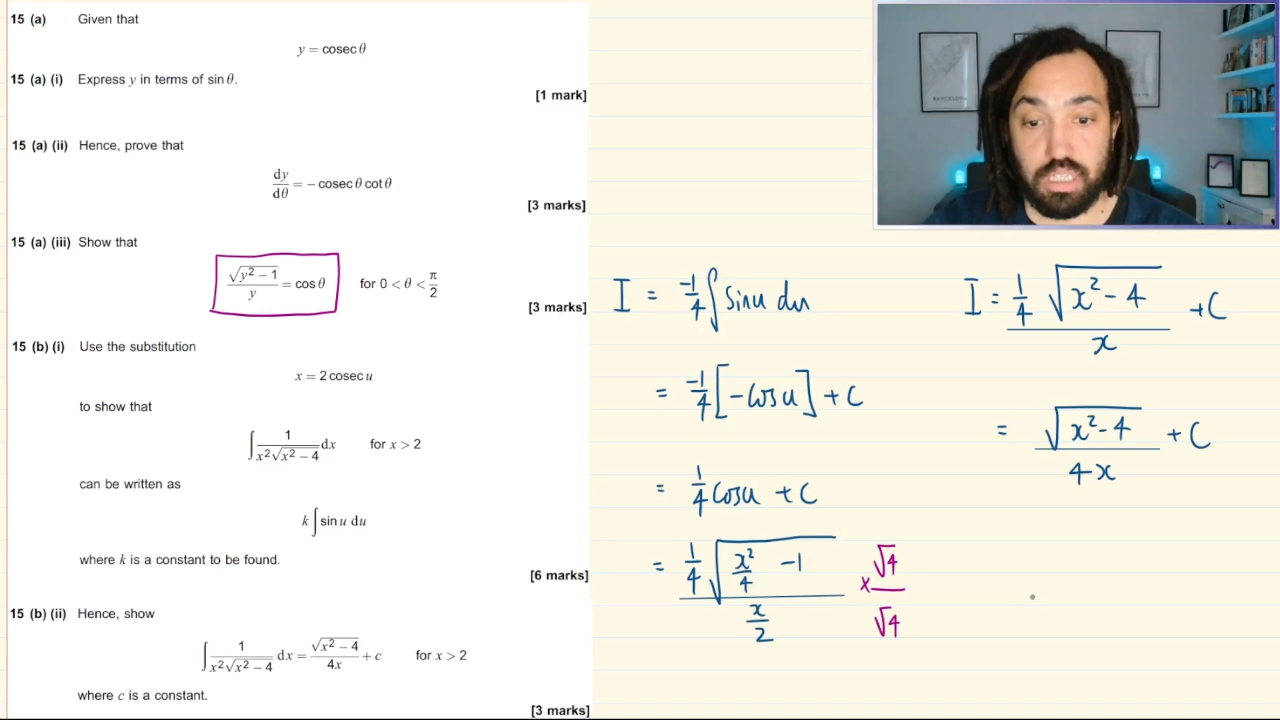 15 (a) Given that
y = cosec θ
15 (a) (i) Express y in terms of sin θ.
[1 mark]
15 (a) (ii) Hence, prove that
dy/dθ = − cosec θ cot θ
[3 marks]
15 (a) (iii) Show that
√(y² − 1)/y = cos θ for 0 < θ < π/2
[3 marks]
15 (b) (i) Use the substitution
x = 2 cosec u
to show that
∫ 1/(x²√(x² − 4)) dx for x > 2
can be written as
k ∫ sin u du
where k is a constant to be found.
[6 marks]
15 (b) (ii) Hence, show
∫ 1/(x²√(x² − 4)) dx = √(x² − 4)/4x + c for x > 2
where c is a constant.
[3 marks]
I = -1/4 ∫ sin u du
= -1/4 [-cos u] + C
= 1/4 cos u + C
= 1/4 √(x²/4 - 1) / (x/2) × √4/√4
I = 1/4 √(x² - 4) / x + C
= √(x² - 4) / 4x + C
BARCELONA